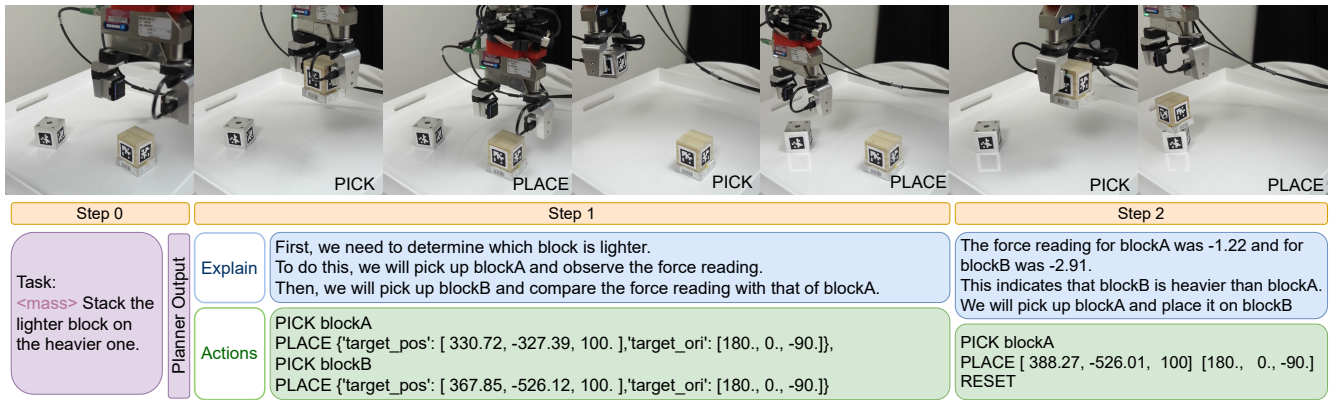 PICK
PLACE
PICK
PLACE
PICK
PLACE
Step 0
Step 1
Step 2
Task:
<mass> Stack the
lighter block on
the heavier one.
Planner Output
Explain
First, we need to determine which block is lighter.
To do this, we will pick up blockA and observe the force reading.
Then, we will pick up blockB and compare the force reading with that of blockA.
The force reading for blockA was -1.22 and for
blockB was -2.91.
This indicates that blockB is heavier than blockA.
We will pick up blockA and place it on blockB
Actions
PICK blockA
PLACE {'target_pos': [ 330.72, -327.39, 100. ],'target_ori': [180., 0., -90.]},
PICK blockB
PLACE {'target_pos': [ 367.85, -526.12, 100. ],'target_ori': [180., 0., -90.]}
PICK blockA
PLACE [ 388.27, -526.01, 100] [180., 0., -90.]
RESET